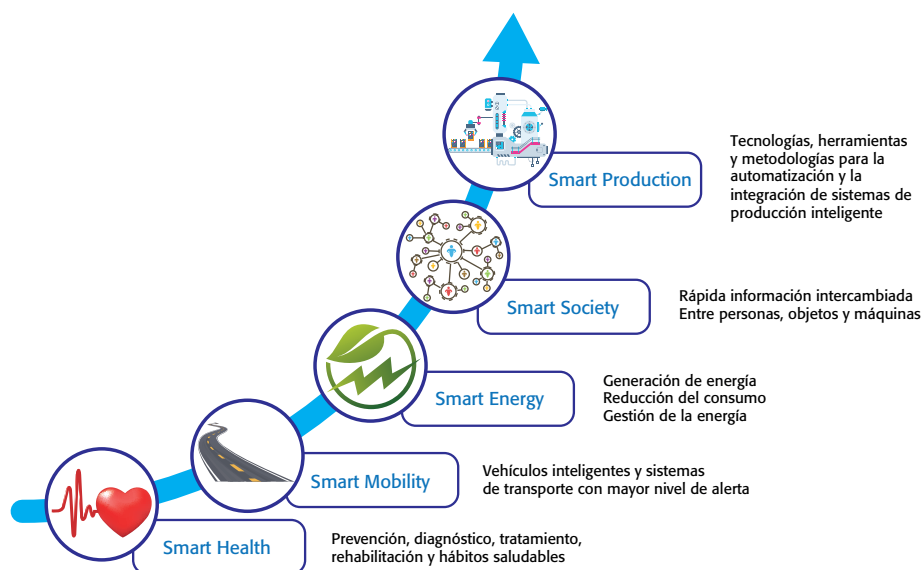 Tecnologías, herramientas
y metodologías para la
automatización y la
integración de sistemas de
producción inteligente
Smart Production
Smart Society
Rápida información intercambiada
Entre personas, objetos y máquinas
Smart Energy
Generación de energía
Reducción del consumo
Gestión de la energía
Smart Mobility
Vehículos inteligentes y sistemas
de transporte con mayor nivel de alerta
Smart Health
Prevención, diagnóstico, tratamiento,
rehabilitación y hábitos saludables